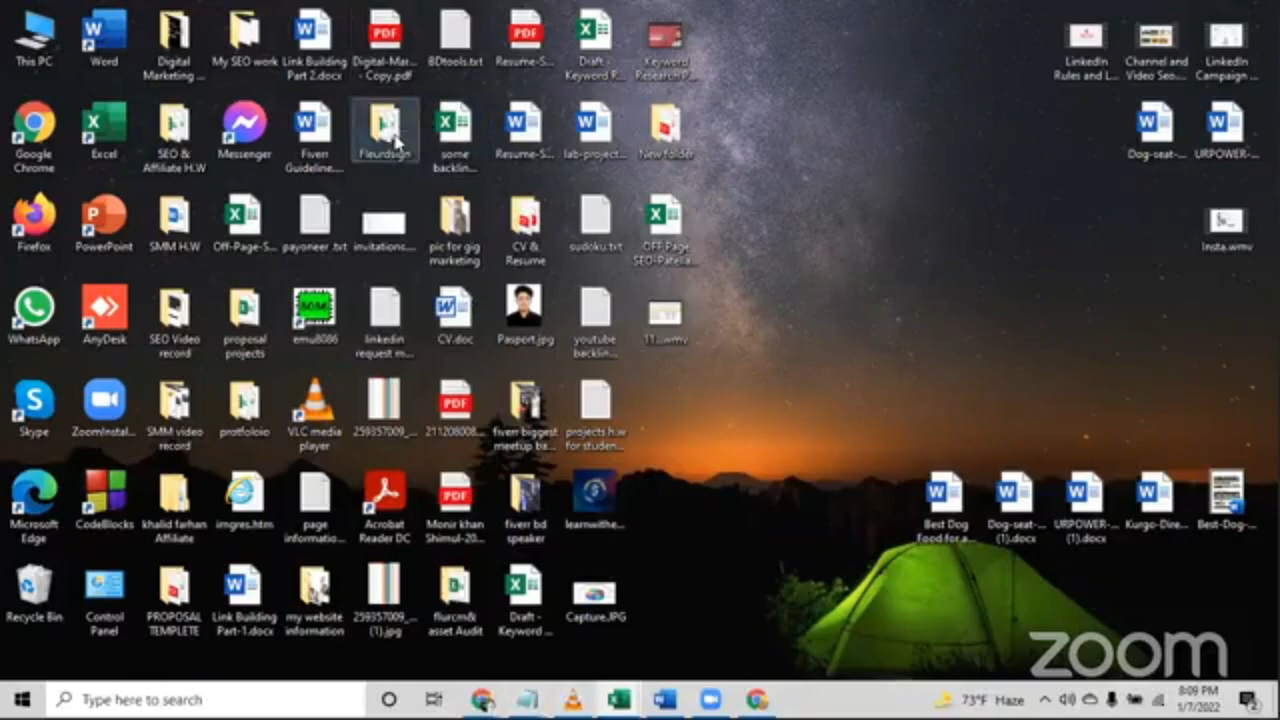 This PC
Word
Digital
Marketing ...
My SEO work
Link Building
Part 2.docx
Digital-Mar...
- Copy.pdf
BDtools.txt
Resume-S...
Draft -
Keyword R...
Keyword
Research P...
LinkedIn
Rules and L...
Channel and
Video Seo...
LinkedIn
Campaign ...
Google
Chrome
Excel
SEO &
Affiliate H.W
Messenger
Fiverr
Guideline....
Fleurdsign
some
backlin...
Resume-S...
lab-project...
New folder
Dog-seat-...
URPOWER-...
Firefox
PowerPoint
SMM H.W
Off-Page-S...
payoneer .txt
invitations....
pic for gig
marketing
CV &
Resume
sudoku.txt
OFF Page
SEO-Patella...
Insta.wmv
WhatsApp
AnyDesk
SEO Video
record
proposal
projects
emu8086
linkedin
request m...
CV.doc
Pasport.jpg
youtube
backlin...
11...wmv
Skype
ZoomInstal...
SMM video
record
protfoloio
VLC media
player
259357009_...
211208008...
fiverr biggest
meetup ba...
projects h.w
for studen...
Microsoft
Edge
CodeBlocks
khalid farhan
Affiliate
imgres.htm
page
informatio...
Acrobat
Reader DC
Monir khan
Shimul-20...
fiverr bd
speaker
learnwithe...
Best Dog
Food for a...
Dog-seat-...
(1).docx
URPOWER-...
(1).docx
Kurgo-Dire...
Best-Dog-...
Recycle Bin
Control
Panel
PROPOSAL
TEMPLETE
Link Building
Part-1.docx
my website
information
259357009_...
(1).jpg
flurcm&
asset Audit
Draft -
Keyword ...
Capture.JPG
zoom
Type here to search
73°F Haze
8:09 PM
1/7/2022